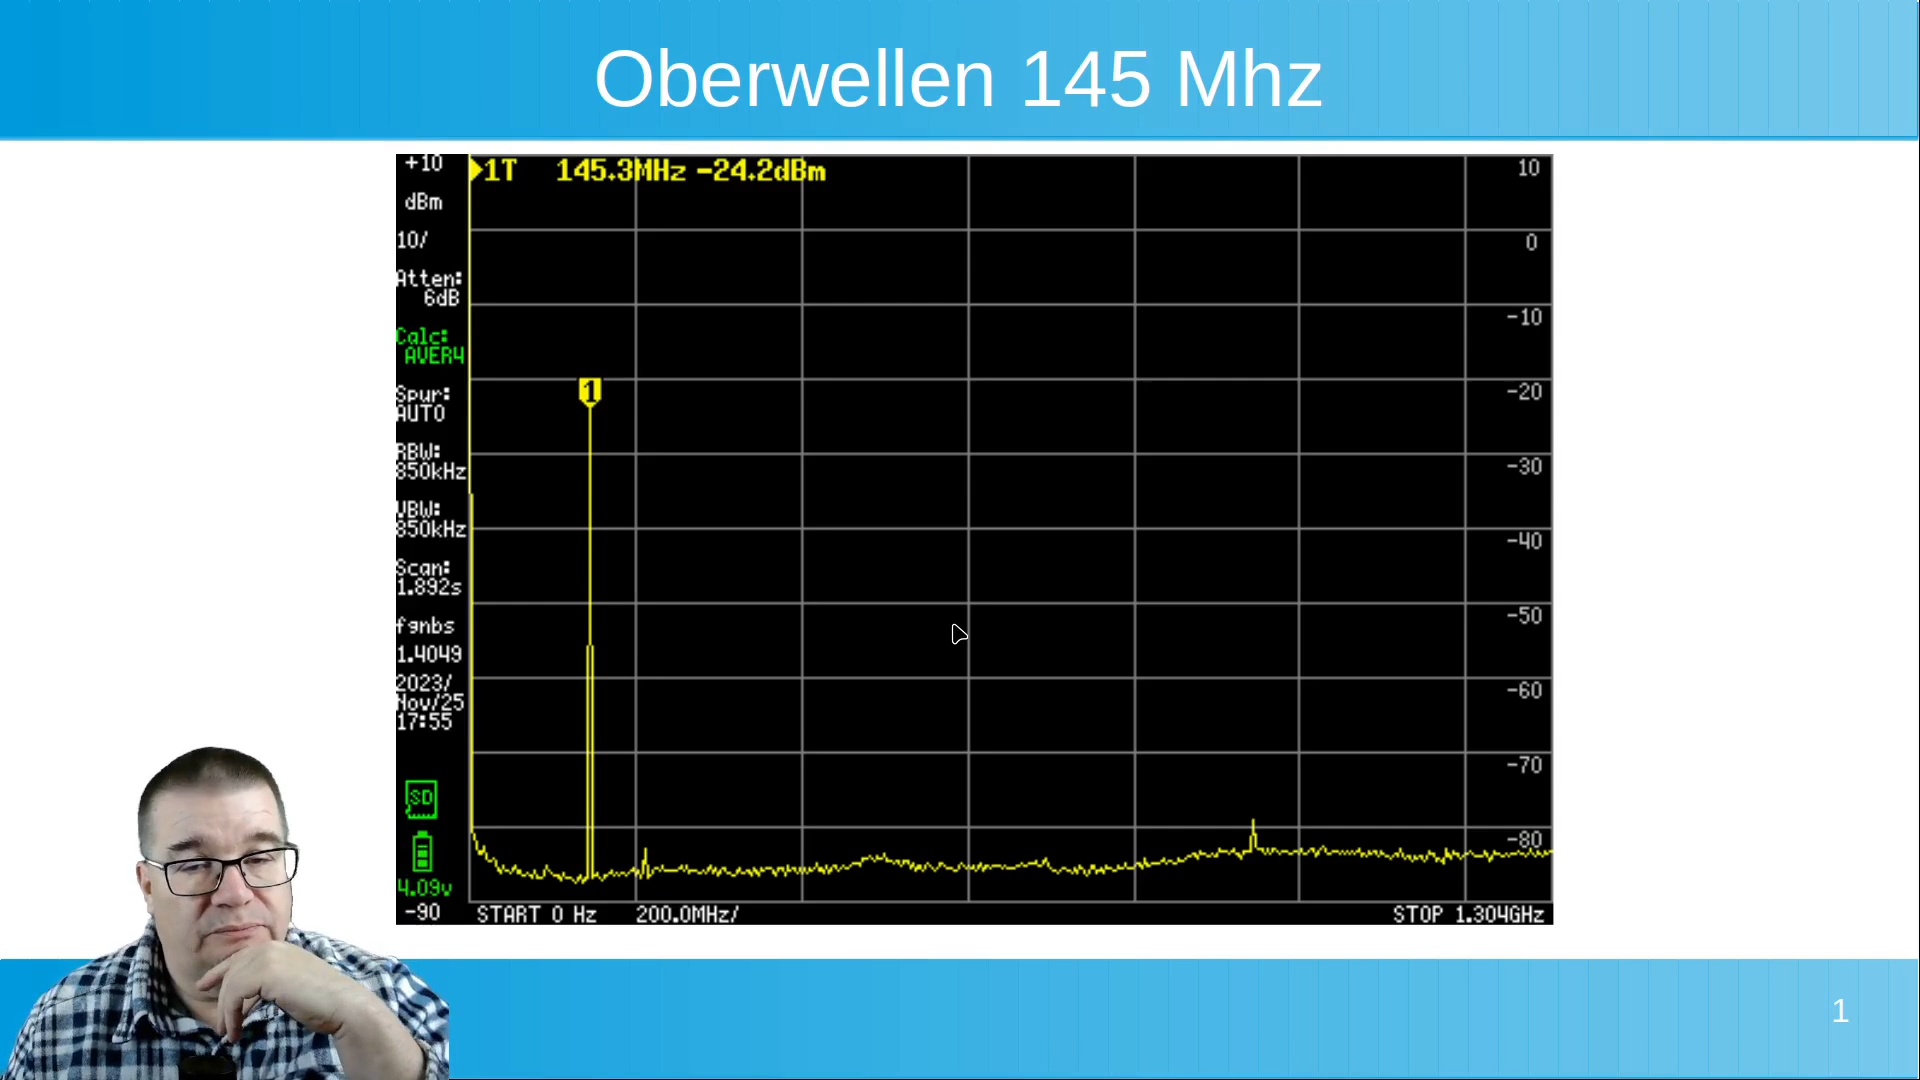 Oberwellen 145 Mhz
+10
dBm
10/
Atten:
6dB
Calc:
AVER4
Spur:
AUTO
RBW:
850kHz
VBW:
850kHz
Scan:
1.892s
fgnbs
1.4049
2023/
Nov/25
17:55
SD
4.09v
-90
1T 145.3MHz -24.2dBm
1
10
0
-10
-20
-30
-40
-50
-60
-70
-80
START 0 Hz 200.0MHz/ STOP 1.304GHz
1